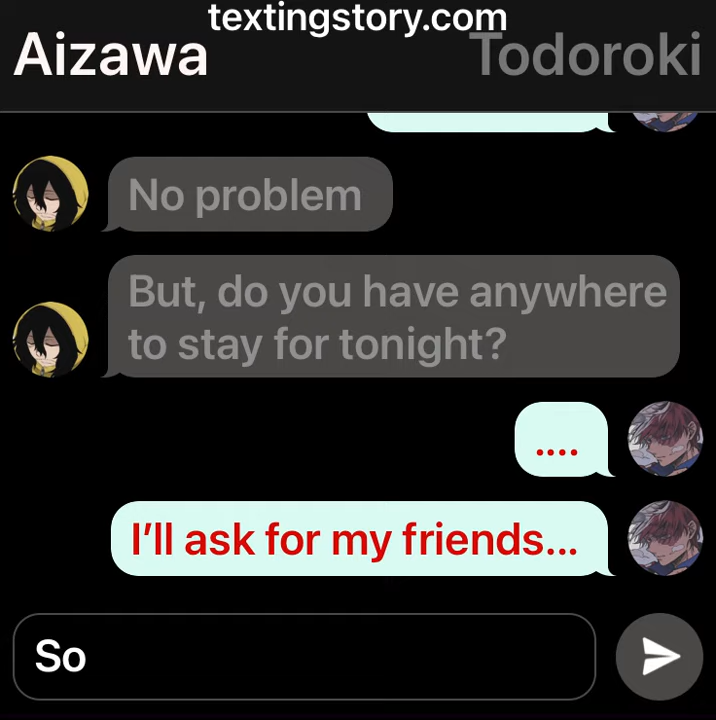 textingstory.com
Aizawa
Todoroki
No problem
But, do you have anywhere
to stay for tonight?
....
I'll ask for my friends...
So